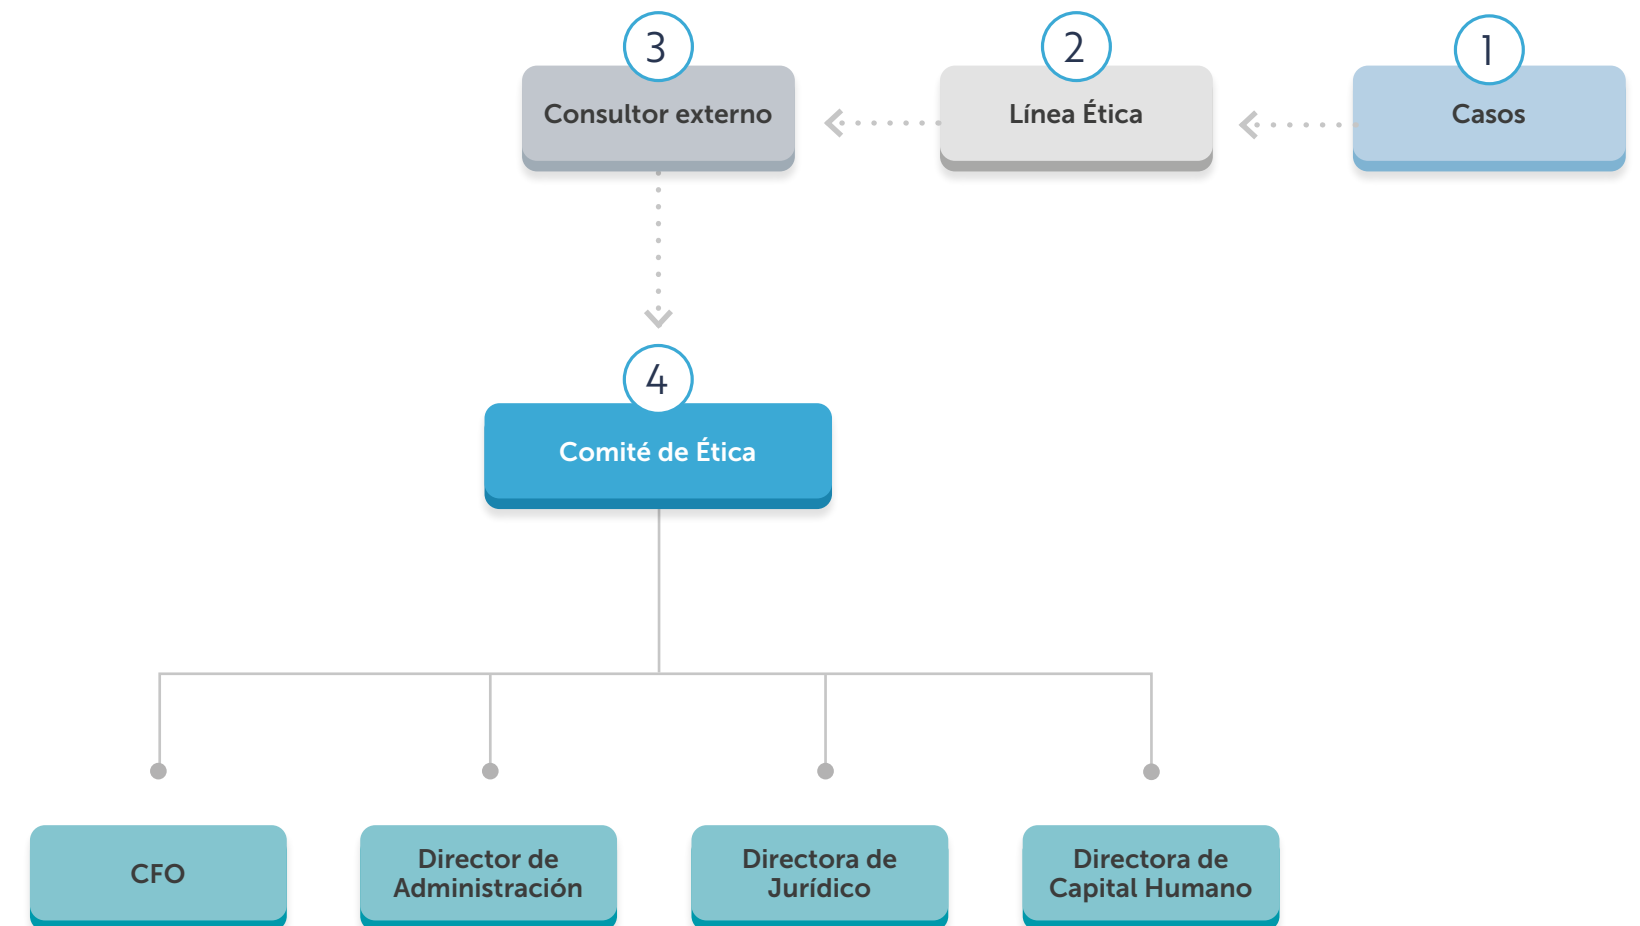 3
2
1
Consultor externo
Línea Ética
Casos
4
Comité de Ética
CFO
Director de
Administración
Directora de
Jurídico
Directora de
Capital Humano